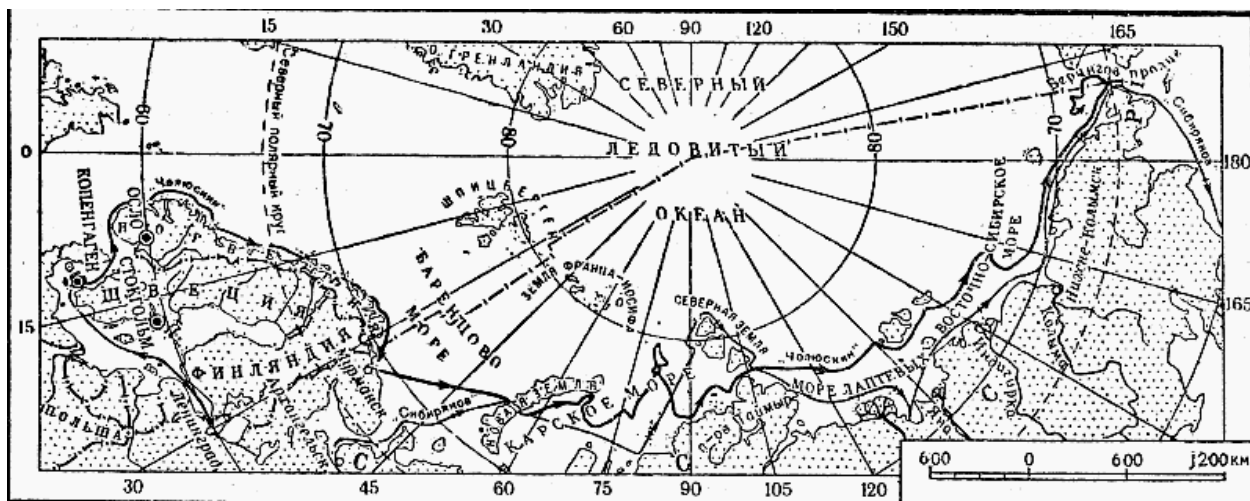 15
30
60
90
120
150
165
О. ГРЕНЛАНДИЯ
СЕВЕРНЫЙ
Берингов пролив
60
Северный полярный круг
70
80
80
70
Сибиряков
0
ЛЕДОВИТЫЙ
180
КОПЕНГАГЕН
ОСЛО
"Челюскин"
НОРВЕГИЯ
ШПИЦБЕРГЕН
ОКЕАН
ВОСТОЧНО-СИБИРСКОЕ
МОРЕ
Нижне-Колымск
ШВЕЦИЯ
СТОКГОЛЬМ
БАРЕНЦОВО
МОРЕ
ЗЕМЛЯ
ФРАНЦА-ИОСИФА
СЕВЕРНАЯ ЗЕМЛЯ
"Челюскин"
Колыма
Индигирка
165
15
ФИНЛЯНДИЯ
Мурманск
Архангельск
Ленинград
ПОЛЬША
Сибиряков
НОВАЯ ЗЕМЛЯ
КАРСКОЕ МОРЕ
п-ов Таймыр
МОРЕ ЛАПТЕВЫХ
С
С
С
30
45
60
75
90
105
120
600
0
600
1200 км